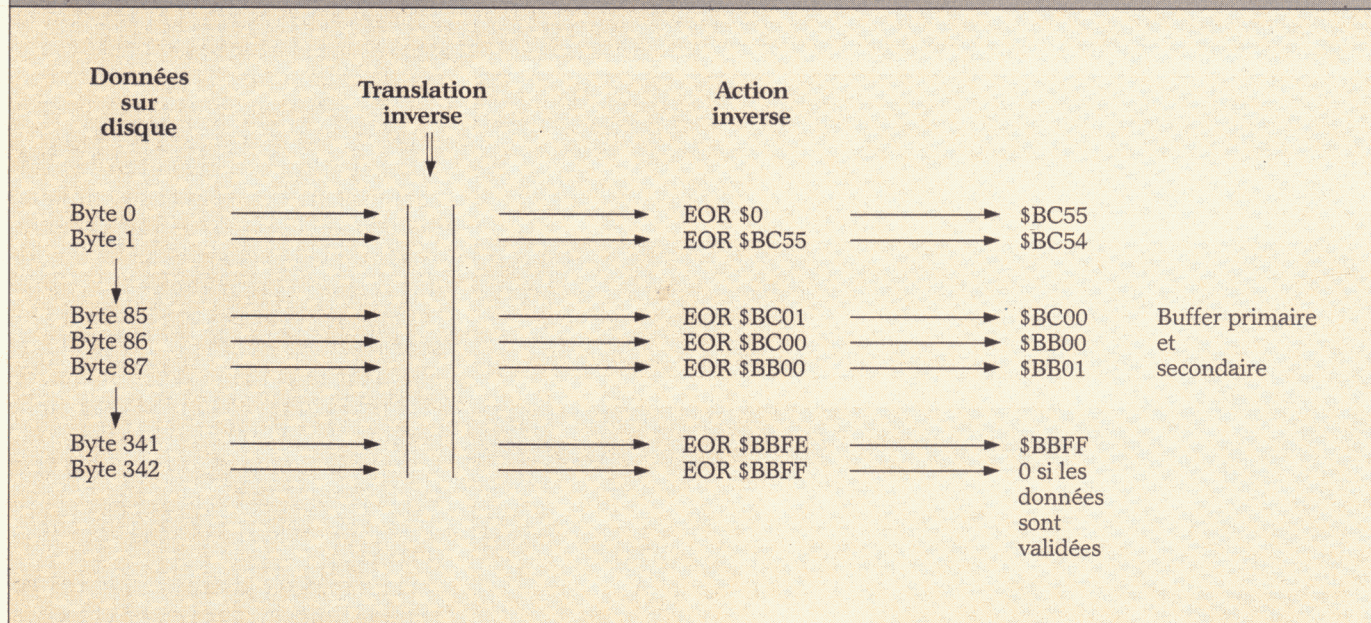 Données
sur
disque
Translation
inverse
Action
inverse
Byte 0 EOR $0 $BC55
Byte 1 EOR $BC55 $BC54
Byte 85 EOR $BC01 $BC00 Buffer primaire
Byte 86 EOR $BC00 $BB00 et
Byte 87 EOR $BB00 $BB01 secondaire
Byte 341 EOR $BBFE $BBFF
Byte 342 EOR $BBFF 0 si les
données
sont
validées